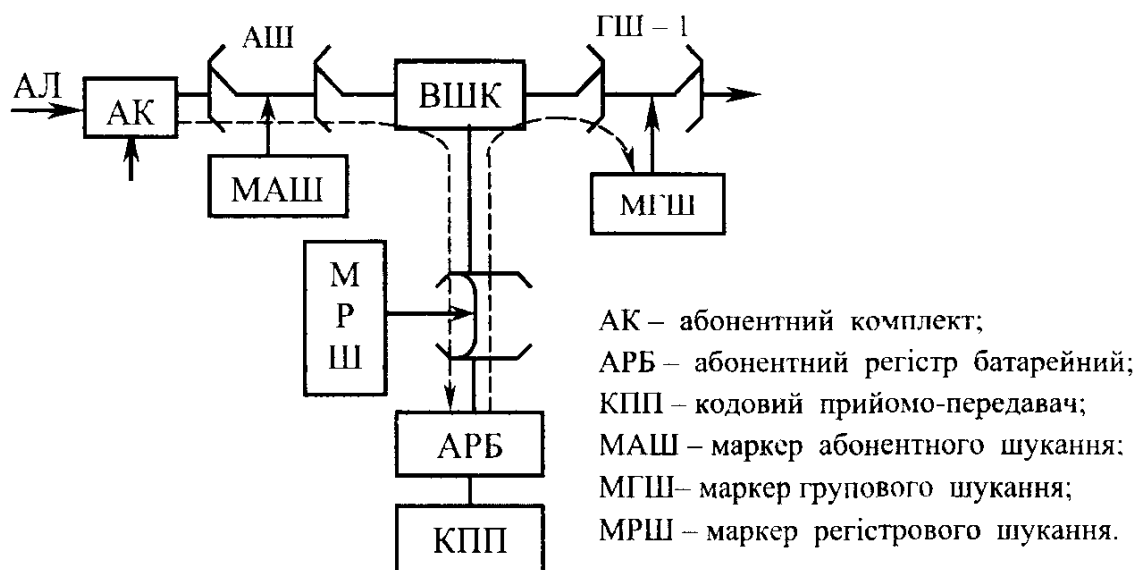 АШ
ГШ – 1
АЛ
АК
ВШК
МАШ
МГШ
М
Р
Ш
АРБ
КПП
АК – абонентний комплект;
АРБ – абонентний регістр батарейний;
КПП – кодовий прийомо-передавач;
МАШ – маркер абонентного шукання;
МГШ– маркер групового шукання;
МРШ – маркер регістрового шукання.